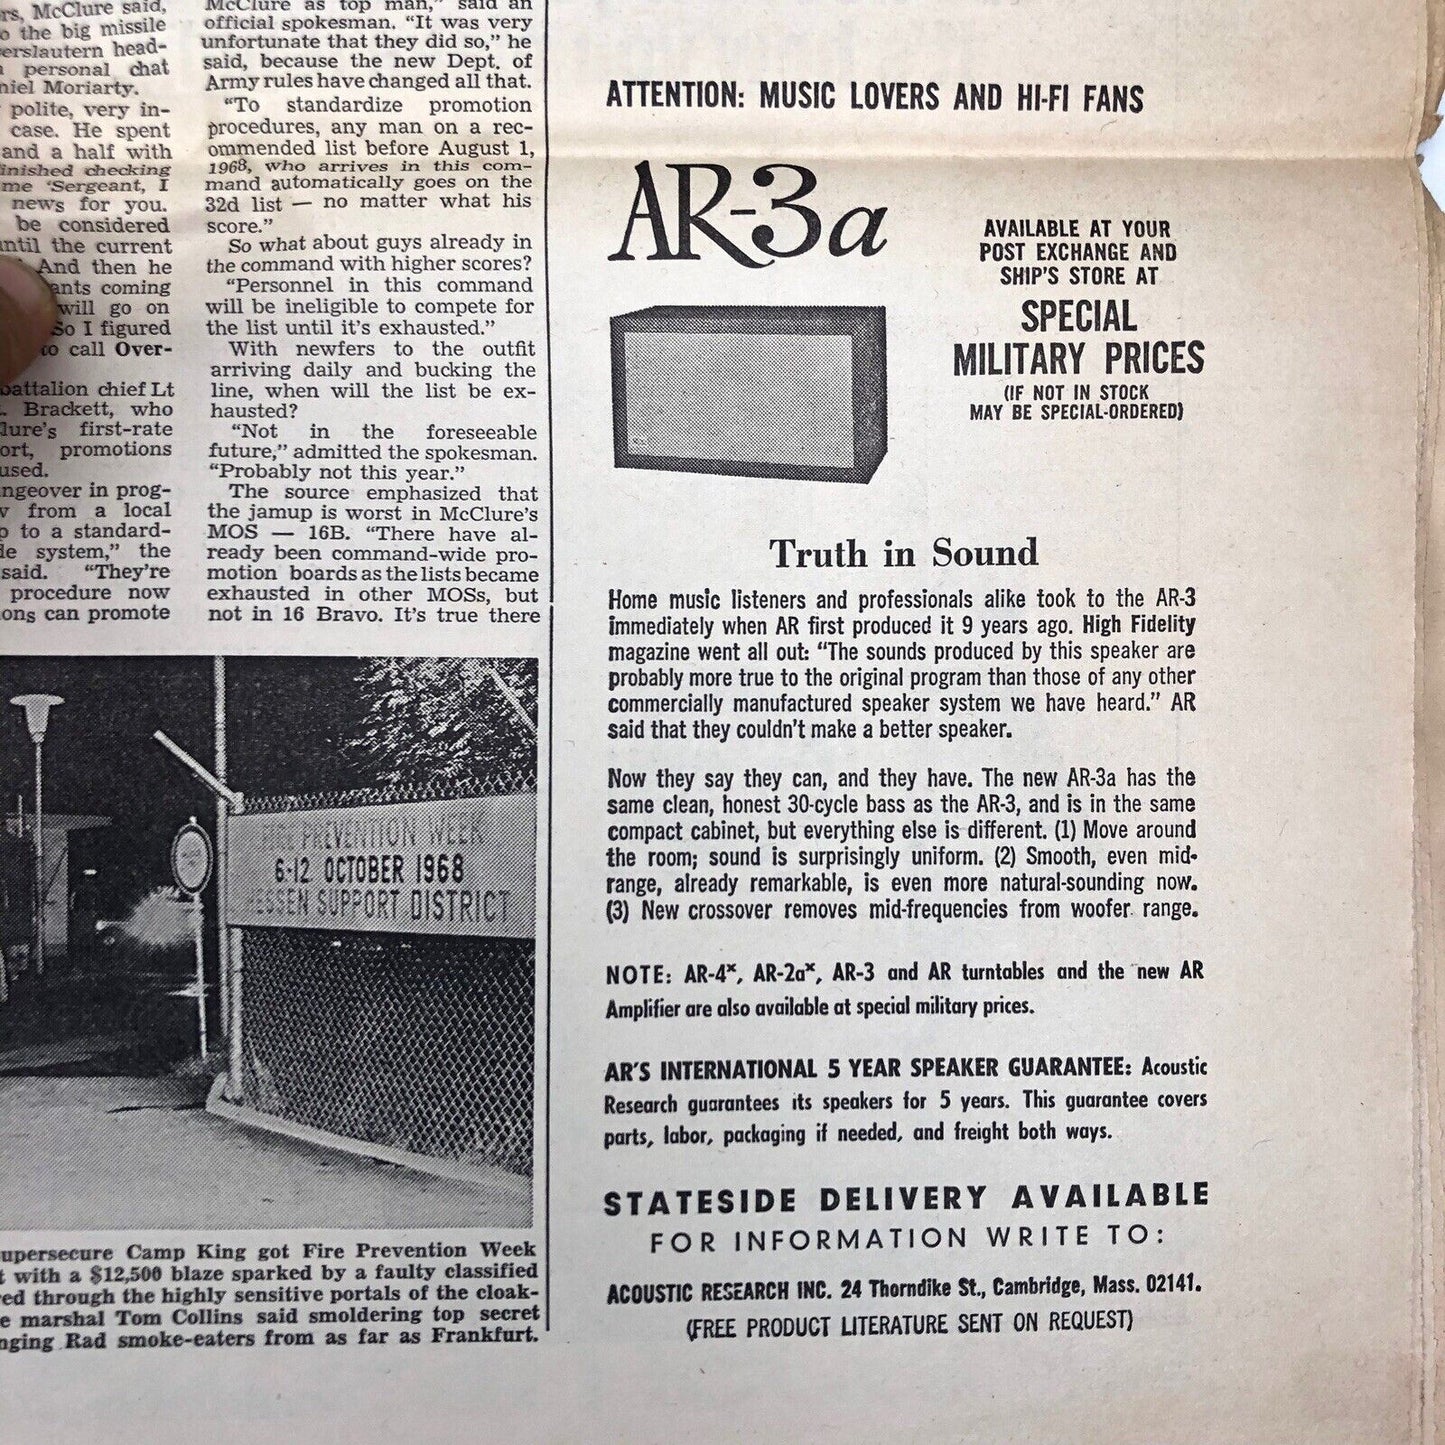 rs, McClure said,
o the big missile
erslautern head-
personal chat
niel Moriarty.
polite, very in-
case. He spent
and a half with
inished checking
me 'Sergeant, I
news for you.
be considered
until the current
And then he
ants coming
will go on
So I figured
to call Over-
battalion chief Lt
. Brackett, who
lure's first-rate
ort, promotions
used.
ngeover in prog-
y from a local
p to a standard-
de system," the
said. "They're
procedure now
ons can promote
McClure as top man," said an
official spokesman. "It was very
unfortunate that they did so," he
said, because the new Dept. of
Army rules have changed all that.
"To standardize promotion
procedures, any man on a rec-
ommended list before August 1,
1968, who arrives in this com-
mand automatically goes on the
32d list — no matter what his
score."
So what about guys already in
the command with higher scores?
"Personnel in this command
will be ineligible to compete for
the list until it's exhausted."
With newfers to the outfit
arriving daily and bucking the
line, when will the list be ex-
hausted?
"Not in the foreseeable
future," admitted the spokesman.
"Probably not this year."
The source emphasized that
the jamup is worst in McClure's
MOS — 16B. "There have al-
ready been command-wide pro-
motion boards as the lists became
exhausted in other MOSs, but
not in 16 Bravo. It's true there
FIRE PREVENTION WEEK
6-12 OCTOBER 1968
HESSEN SUPPORT DISTRICT
upersecure Camp King got Fire Prevention Week
t with a $12,500 blaze sparked by a faulty classified
red through the highly sensitive portals of the cloak-
e marshal Tom Collins said smoldering top secret
nging Rad smoke-eaters from as far as Frankfurt.
ATTENTION: MUSIC LOVERS AND HI-FI FANS
AR-3a
AVAILABLE AT YOUR
POST EXCHANGE AND
SHIP'S STORE AT
SPECIAL
MILITARY PRICES
(IF NOT IN STOCK
MAY BE SPECIAL-ORDERED)
Truth in Sound
Home music listeners and professionals alike took to the AR-3
immediately when AR first produced it 9 years ago. High Fidelity
magazine went all out: "The sounds produced by this speaker are
probably more true to the original program than those of any other
commercially manufactured speaker system we have heard." AR
said that they couldn't make a better speaker.
Now they say they can, and they have. The new AR-3a has the
same clean, honest 30-cycle bass as the AR-3, and is in the same
compact cabinet, but everything else is different. (1) Move around
the room; sound is surprisingly uniform. (2) Smooth, even mid-
range, already remarkable, is even more natural-sounding now.
(3) New crossover removes mid-frequencies from woofer range.
NOTE: AR-4ˣ, AR-2aˣ, AR-3 and AR turntables and the new AR
Amplifier are also available at special military prices.
AR'S INTERNATIONAL 5 YEAR SPEAKER GUARANTEE: Acoustic
Research guarantees its speakers for 5 years. This guarantee covers
parts, labor, packaging if needed, and freight both ways.
STATESIDE DELIVERY AVAILABLE
FOR INFORMATION WRITE TO:
ACOUSTIC RESEARCH INC. 24 Thorndike St., Cambridge, Mass. 02141.
(FREE PRODUCT LITERATURE SENT ON REQUEST)